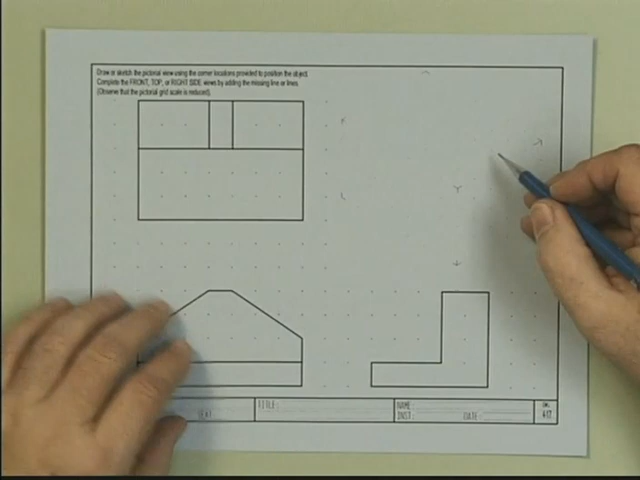 Draw or sketch the pictorial view using the corner locations provided to position the object.
Complete the FRONT, TOP, or RIGHT SIDE views by adding the missing line or lines.
(Observe that the pictorial grid scale is reduced).
TITLE: NAME:
INST: DATE: